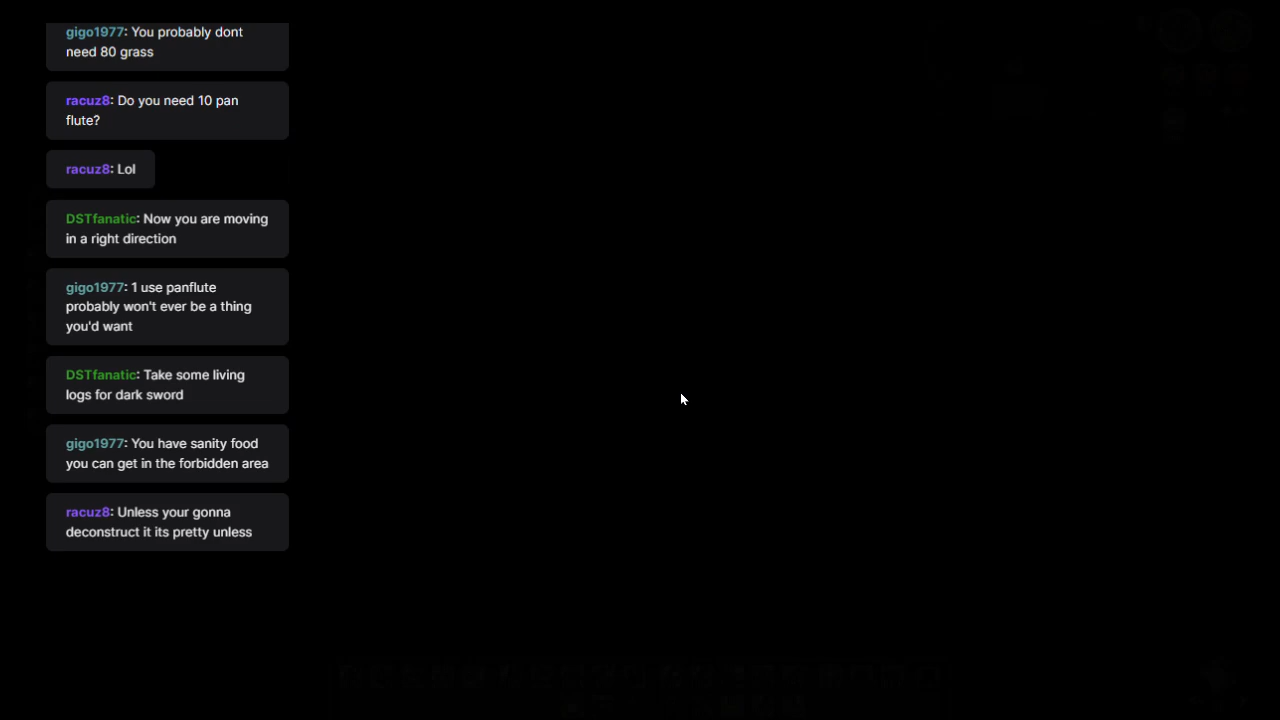 gigo1977: You probably dont
need 80 grass
racuz8: Do you need 10 pan
flute?
racuz8: Lol
DSTfanatic: Now you are moving
in a right direction
gigo1977: 1 use panflute
probably won't ever be a thing
you'd want
DSTfanatic: Take some living
logs for dark sword
gigo1977: You have sanity food
you can get in the forbidden area
racuz8: Unless your gonna
deconstruct it its pretty unless